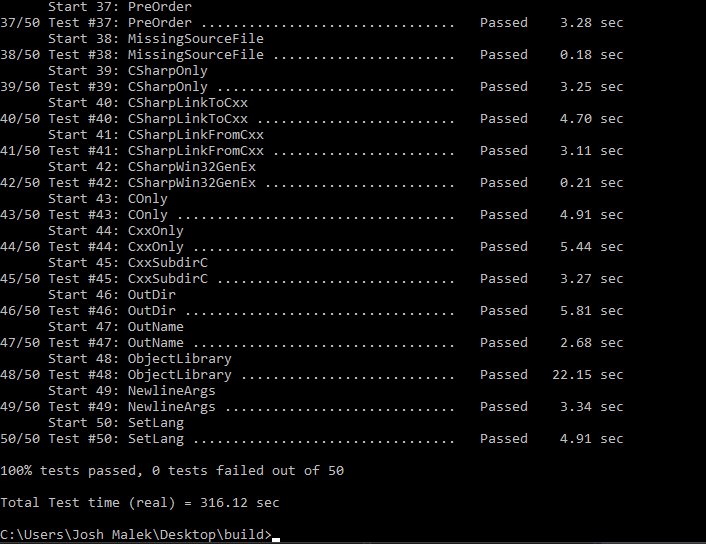 Start 37: PreOrder
37/50 Test #37: PreOrder ................................ Passed 3.28 sec
Start 38: MissingSourceFile
38/50 Test #38: MissingSourceFile ....................... Passed 0.18 sec
Start 39: CSharpOnly
39/50 Test #39: CSharpOnly .............................. Passed 3.25 sec
Start 40: CSharpLinkToCxx
40/50 Test #40: CSharpLinkToCxx ......................... Passed 4.70 sec
Start 41: CSharpLinkFromCxx
41/50 Test #41: CSharpLinkFromCxx ....................... Passed 3.11 sec
Start 42: CSharpWin32GenEx
42/50 Test #42: CSharpWin32GenEx ........................ Passed 0.21 sec
Start 43: COnly
43/50 Test #43: COnly ................................... Passed 4.91 sec
Start 44: CxxOnly
44/50 Test #44: CxxOnly ................................. Passed 5.44 sec
Start 45: CxxSubdirC
45/50 Test #45: CxxSubdirC .............................. Passed 3.27 sec
Start 46: OutDir
46/50 Test #46: OutDir .................................. Passed 5.81 sec
Start 47: OutName
47/50 Test #47: OutName ................................. Passed 2.68 sec
Start 48: ObjectLibrary
48/50 Test #48: ObjectLibrary ........................... Passed 22.15 sec
Start 49: NewlineArgs
49/50 Test #49: NewlineArgs ............................. Passed 3.34 sec
Start 50: SetLang
50/50 Test #50: SetLang ................................. Passed 4.91 sec
100% tests passed, 0 tests failed out of 50
Total Test time (real) = 316.12 sec
C:\Users\Josh Malek\Desktop\build>